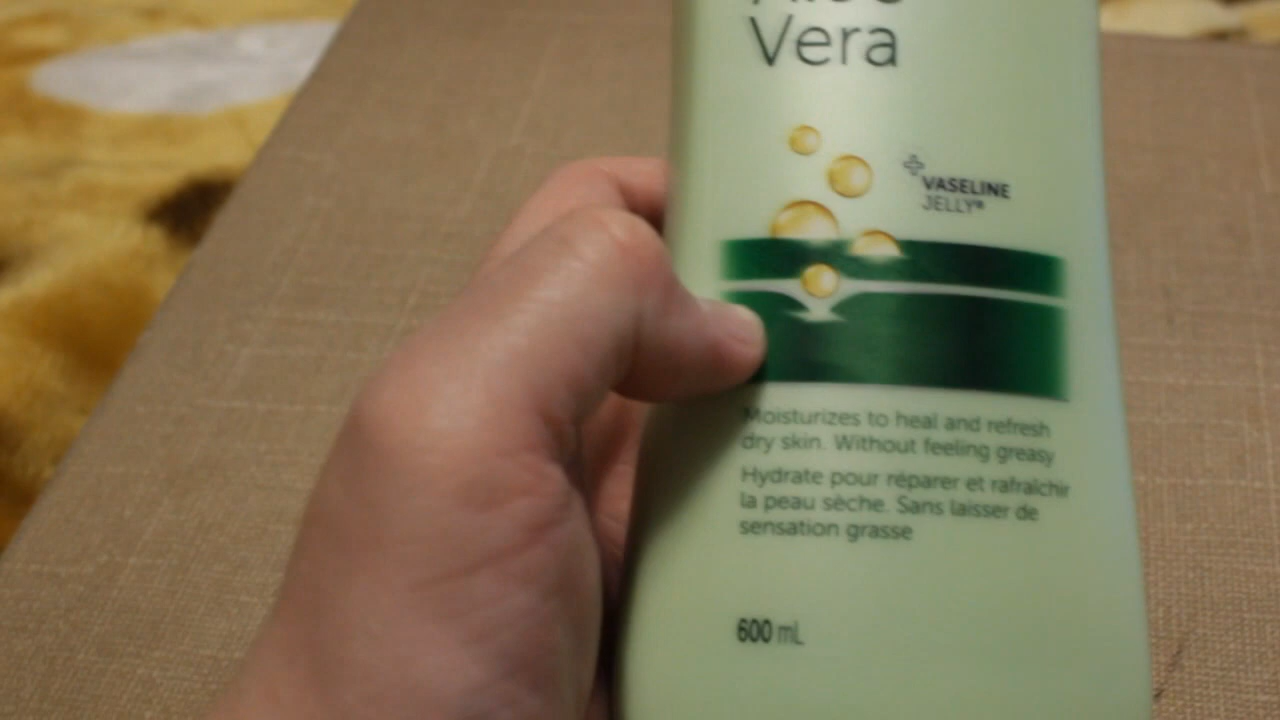 Aloe
Vera
VASELINE
JELLY®
Moisturizes to heal and refresh
dry skin. Without feeling greasy
Hydrate pour réparer et rafraîchir
la peau sèche. Sans laisser de
sensation grasse
600 mL